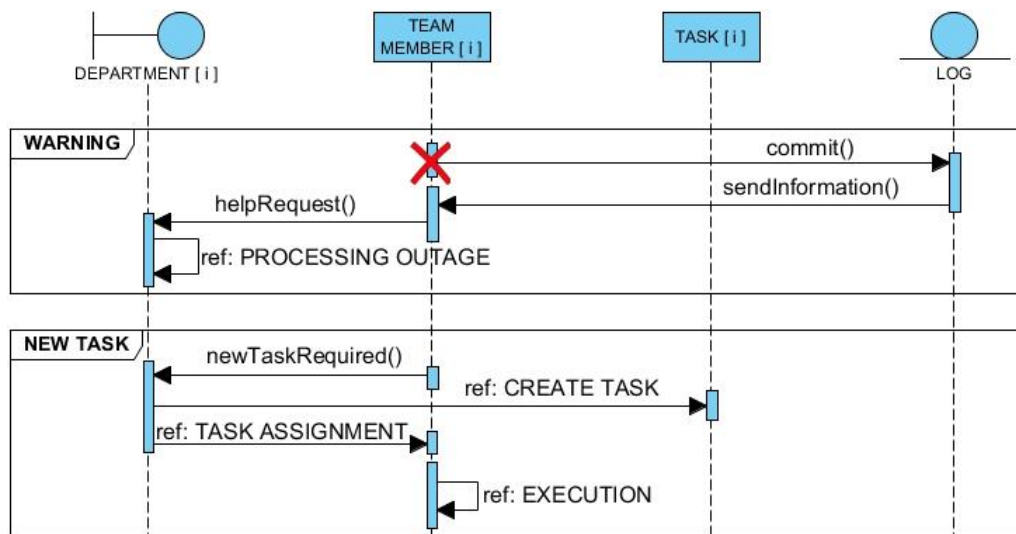 TEAM
MEMBER [ i ]
TASK [ i ]
DEPARTMENT [ i ]
LOG
WARNING
commit()
sendInformation()
helpRequest()
ref: PROCESSING OUTAGE
NEW TASK
newTaskRequired()
ref: CREATE TASK
ref: TASK ASSIGNMENT
ref: EXECUTION